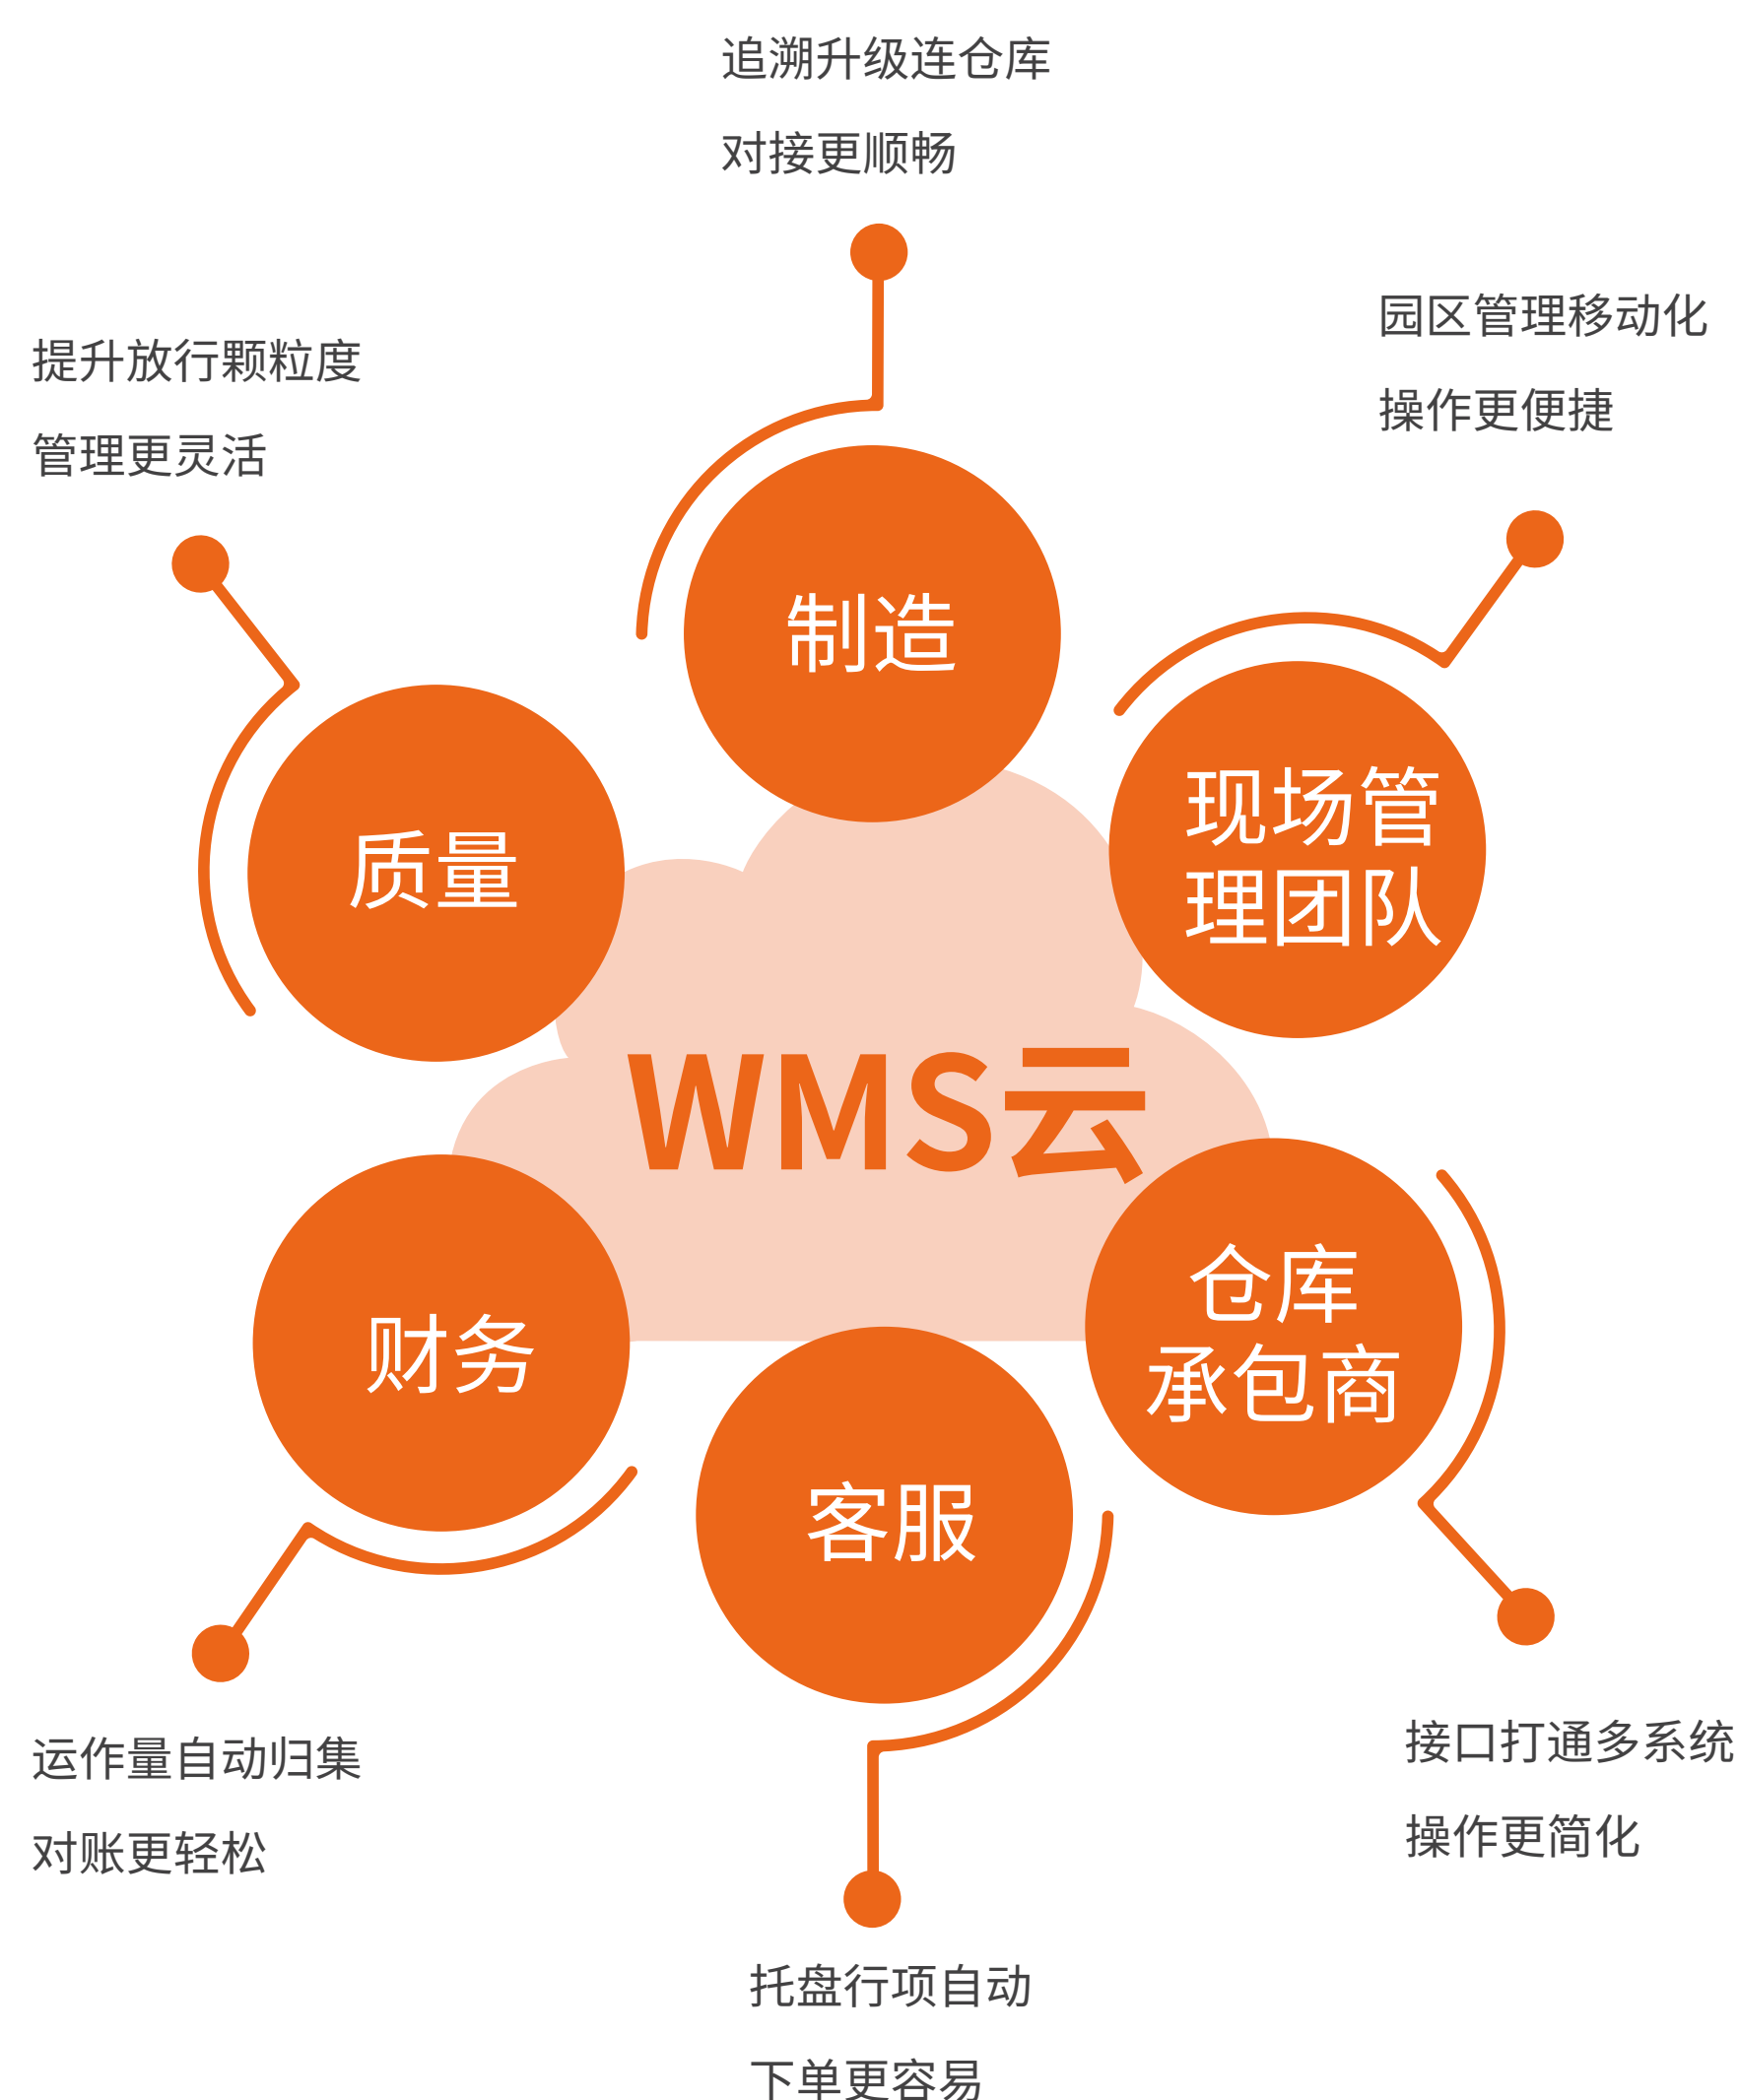 追溯升级连仓库
对接更顺畅
园区管理移动化
操作更便捷
提升放行颗粒度
管理更灵活
制造
现场管
理团队
质量
WMS云
仓库
承包商
财务
客服
运作量自动归集
对账更轻松
接口打通多系统
操作更简化
托盘行项自动
下单更容易